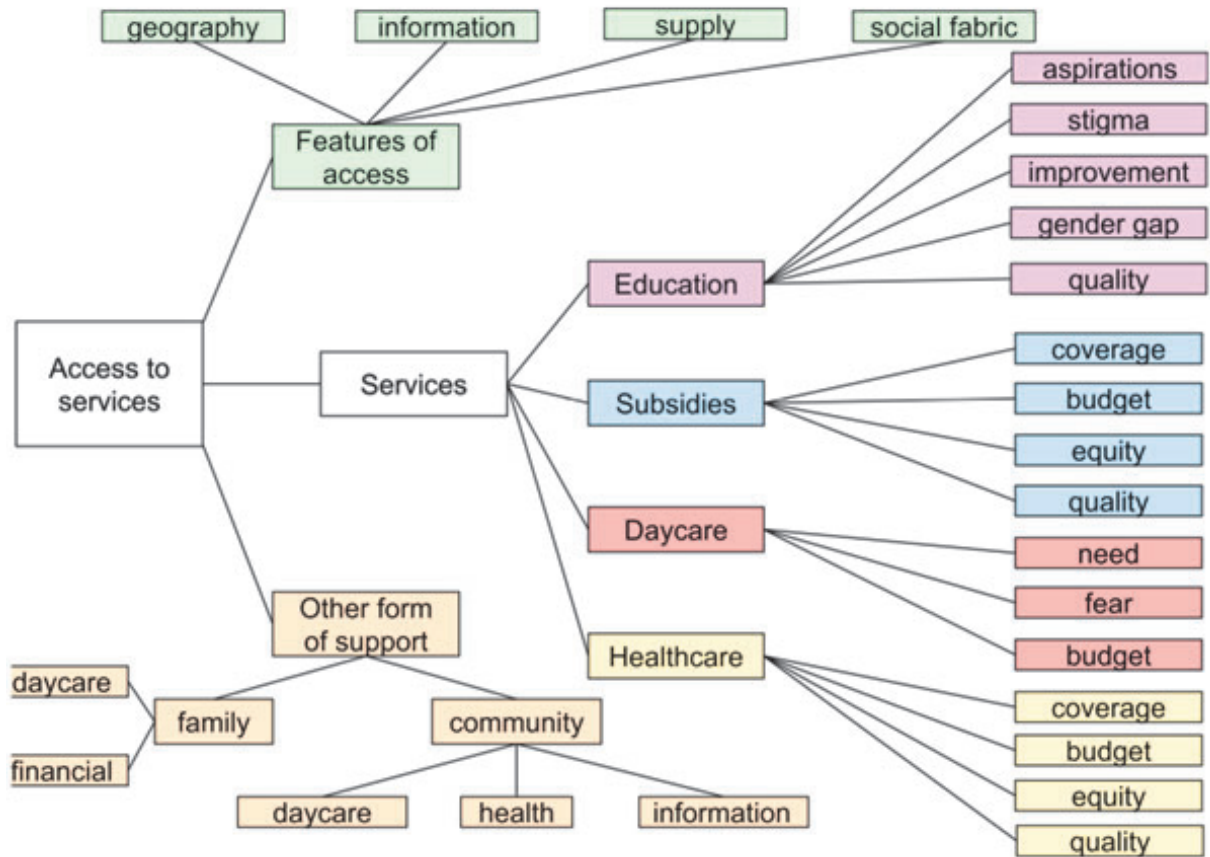 geography
information
supply
social fabric
Features of
access
aspirations
stigma
improvement
gender gap
quality
Education
Access to
services
Services
Subsidies
coverage
budget
equity
quality
Daycare
need
fear
budget
Other form
of support
Healthcare
coverage
budget
equity
quality
daycare
financial
family
community
daycare
health
information